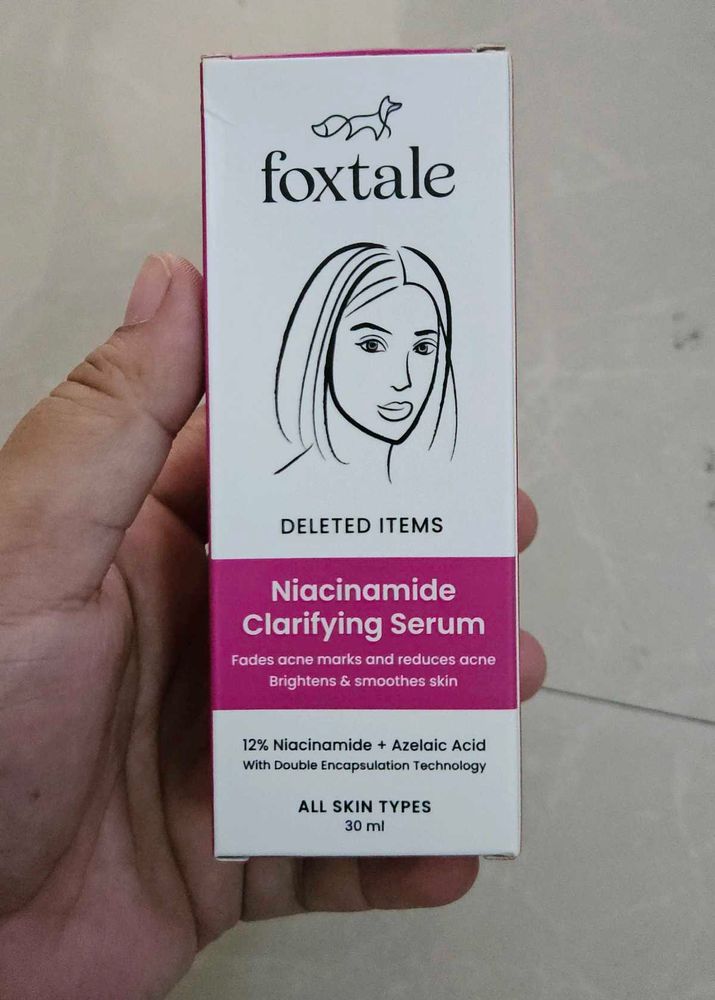 foxtale
DELETED ITEMS
Niacinamide
Clarifying Serum
Fades acne marks and reduces acne
Brightens & smoothes skin
12% Niacinamide + Azelaic Acid
With Double Encapsulation Technology
ALL SKIN TYPES
30 ml